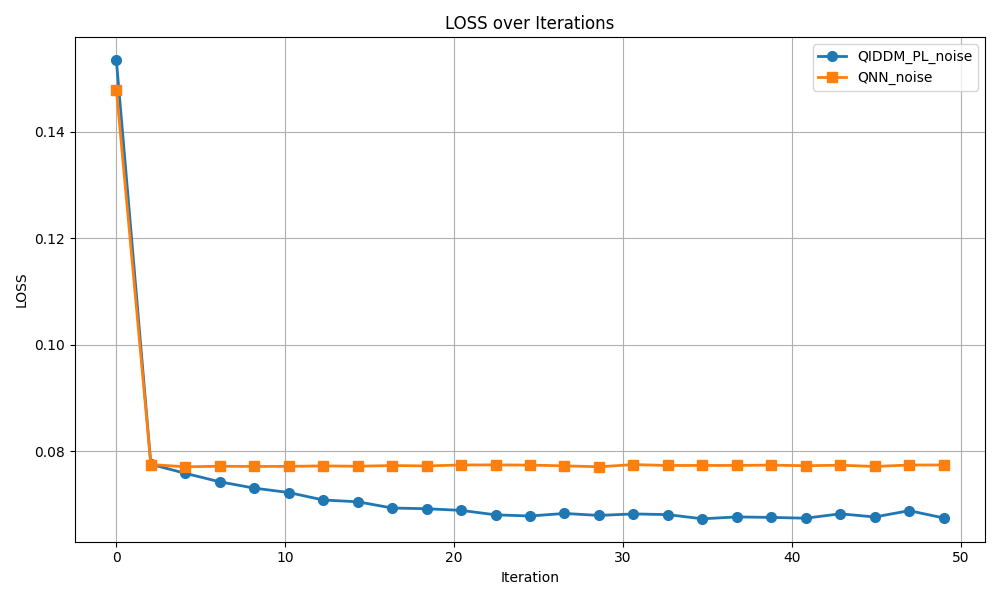 LOSS over Iterations
QIDDM_PL_noise
QNN_noise
LOSS
0.14
0.12
0.10
0.08
0 10 20 30 40 50
Iteration